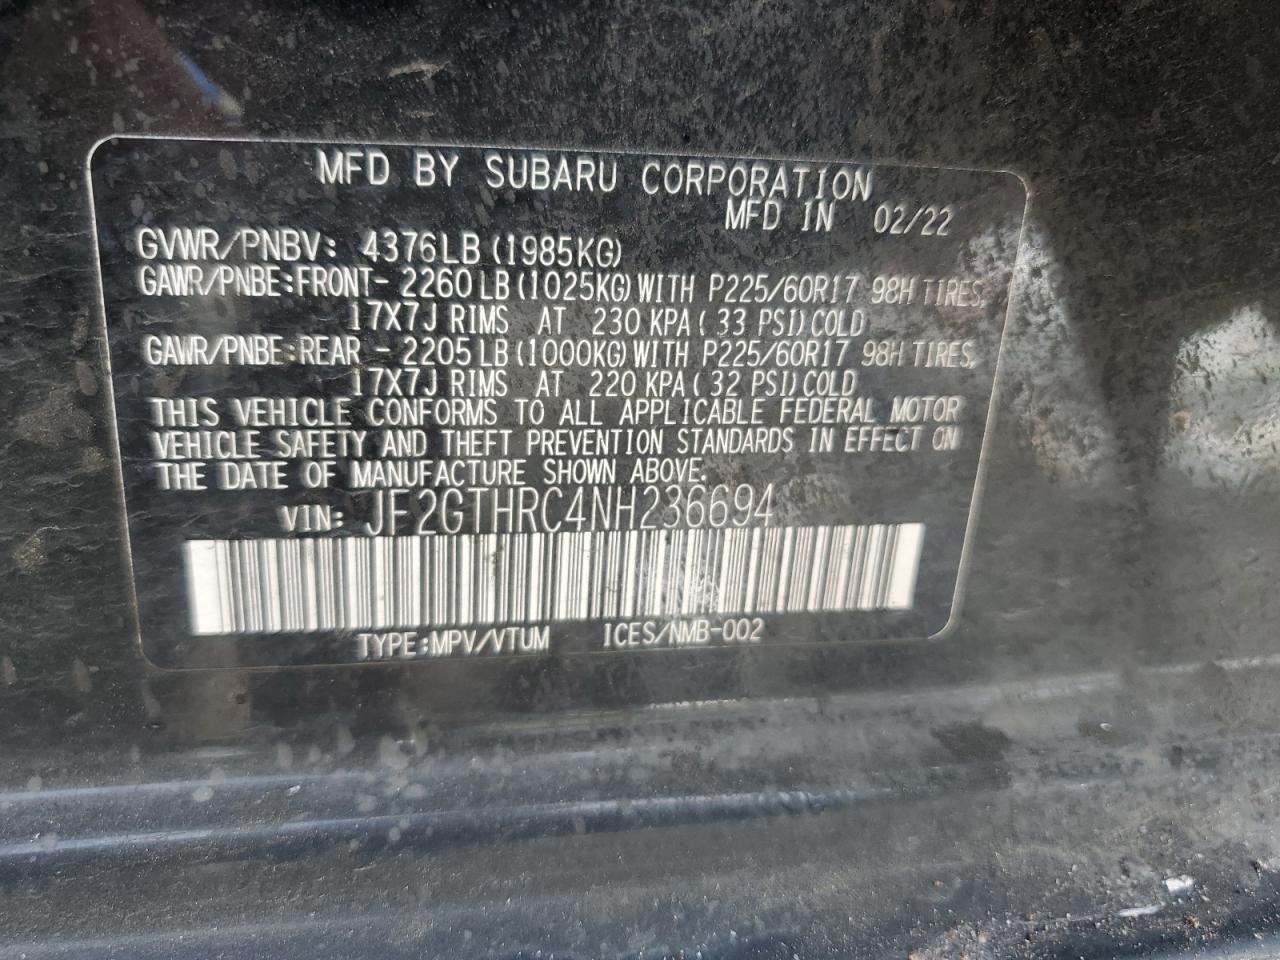 MFD BY SUBARU CORPORATION
MFD IN 02/22
GVWR/PNBV: 4376LB (1985KG)
GAWR/PNBE:FRONT- 2260 LB (1025KG) WITH P225/60R17 98H TIRES,
17X7J RIMS AT 230 KPA ( 33 PSI) COLD
GAWR/PNBE:REAR - 2205 LB (1000KG) WITH P225/60R17 98H TIRES,
17X7J RIMS AT 220 KPA ( 32 PSI) COLD
THIS VEHICLE CONFORMS TO ALL APPLICABLE FEDERAL MOTOR
VEHICLE SAFETY AND THEFT PREVENTION STANDARDS IN EFFECT ON
THE DATE OF MANUFACTURE SHOWN ABOVE.
VIN: JF2GTHRC4NH236694
TYPE:MPV/VTUM ICES/NMB-002